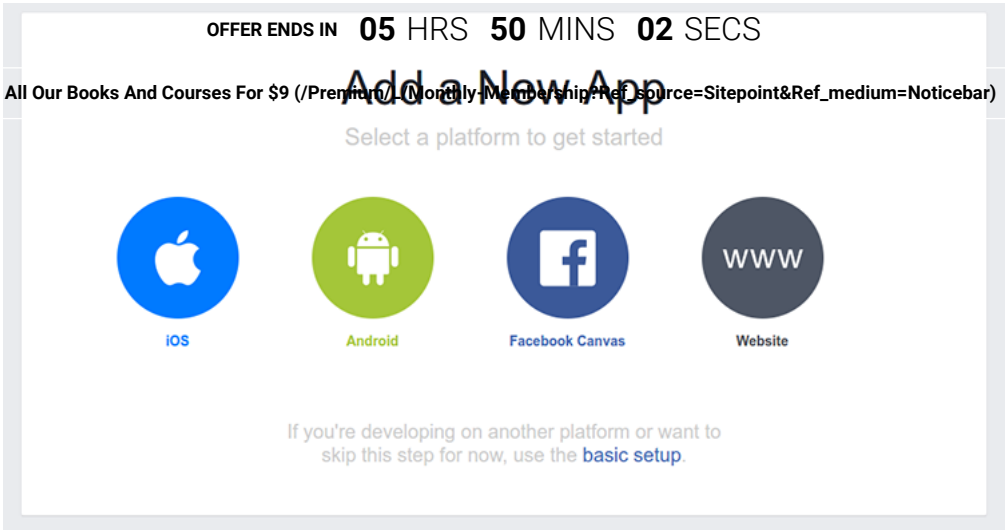 OFFER ENDS IN 05 HRS 50 MINS 02 SECS
Add a New App
All Our Books And Courses For $9 (/Premium/L/Monthly-Membership?Ref_source=Sitepoint&Ref_medium=Noticebar)
Select a platform to get started
www
iOS Android Facebook Canvas Website
If you're developing on another platform or want to
skip this step for now, use the basic setup.